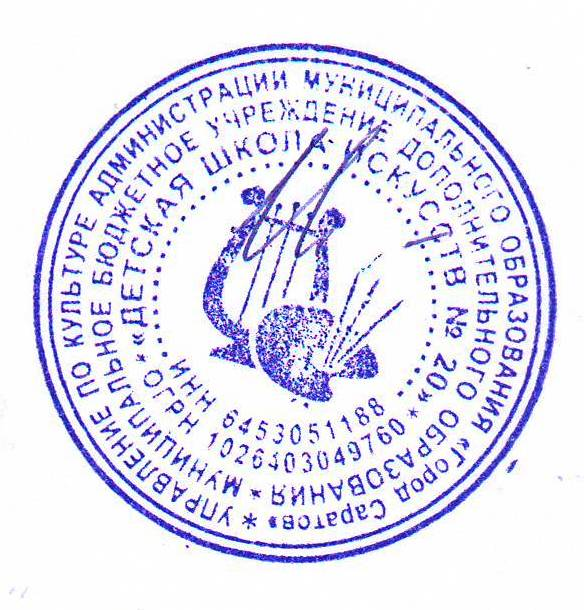 УПРАВЛЕНИЕ ПО КУЛЬТУРЕ АДМИНИСТРАЦИИ МУНИЦИПАЛЬНОГО ОБРАЗОВАНИЯ «Город Саратов» *
МУНИЦИПАЛЬНОЕ БЮДЖЕТНОЕ УЧРЕЖДЕНИЕ ДОПОЛНИТЕЛЬНОГО ОБРАЗОВАНИЯ *
«ДЕТСКАЯ ШКОЛА ИСКУССТВ № 20» *
ОГРН 1026403049760 *
ИНН 6453051188